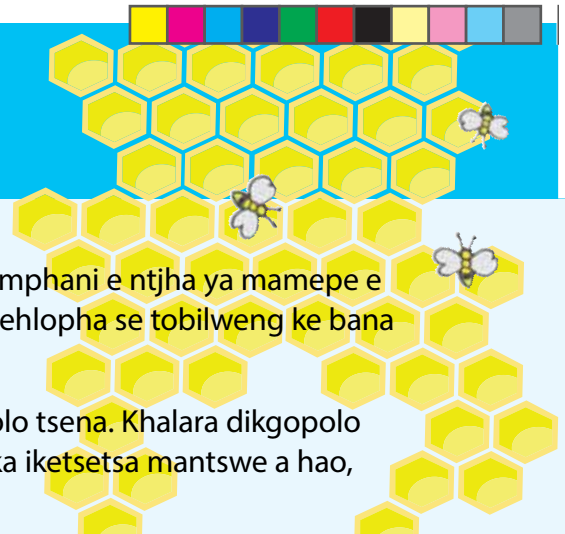 mphani e ntjha ya mamepe e
ehlopha se tobilweng ke bana
olo tsena. Khalara dikgopolo
ka iketsetsa mantswe a hao,